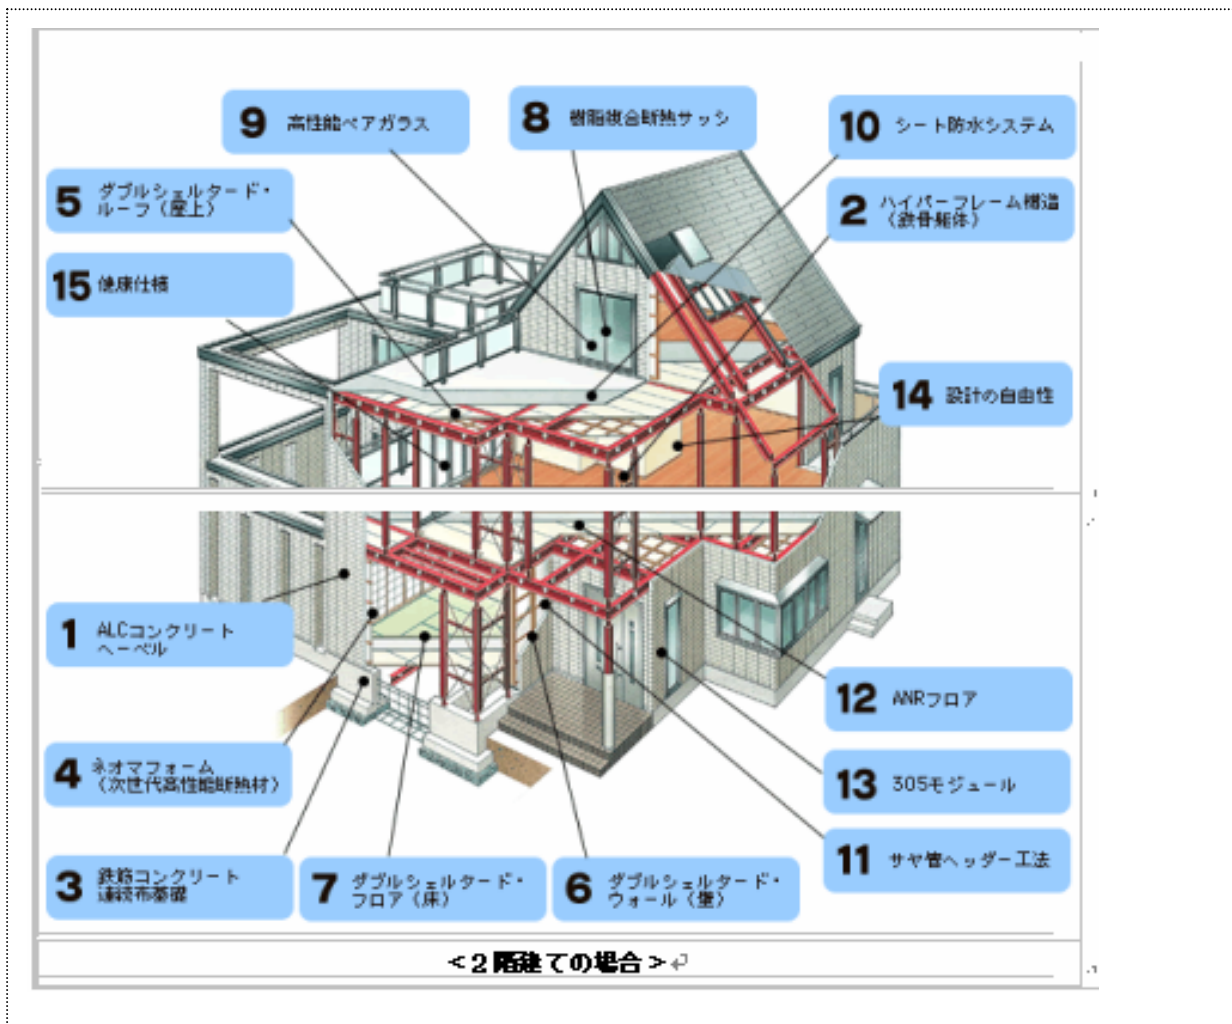 9 高性能ペアガラス
8 樹脂複合断熱サッシ
10 シート防水システム
5 ダブルシェルタード・
ルーフ（屋上）
2 ハイパーフレーム構造
（鉄骨躯体）
15 健康仕様
14 設計の自由性
1 ALCコンクリート
ヘーベル
12 ANRフロア
4 ネオマフォーム
（次世代高性能断熱材）
13 305モジュール
11 サヤ管ヘッダー工法
3 鉄筋コンクリート
連続布基礎
7 ダブルシェルタード・
フロア（床）
6 ダブルシェルタード・
ウォール（壁）
＜２階建ての場合＞